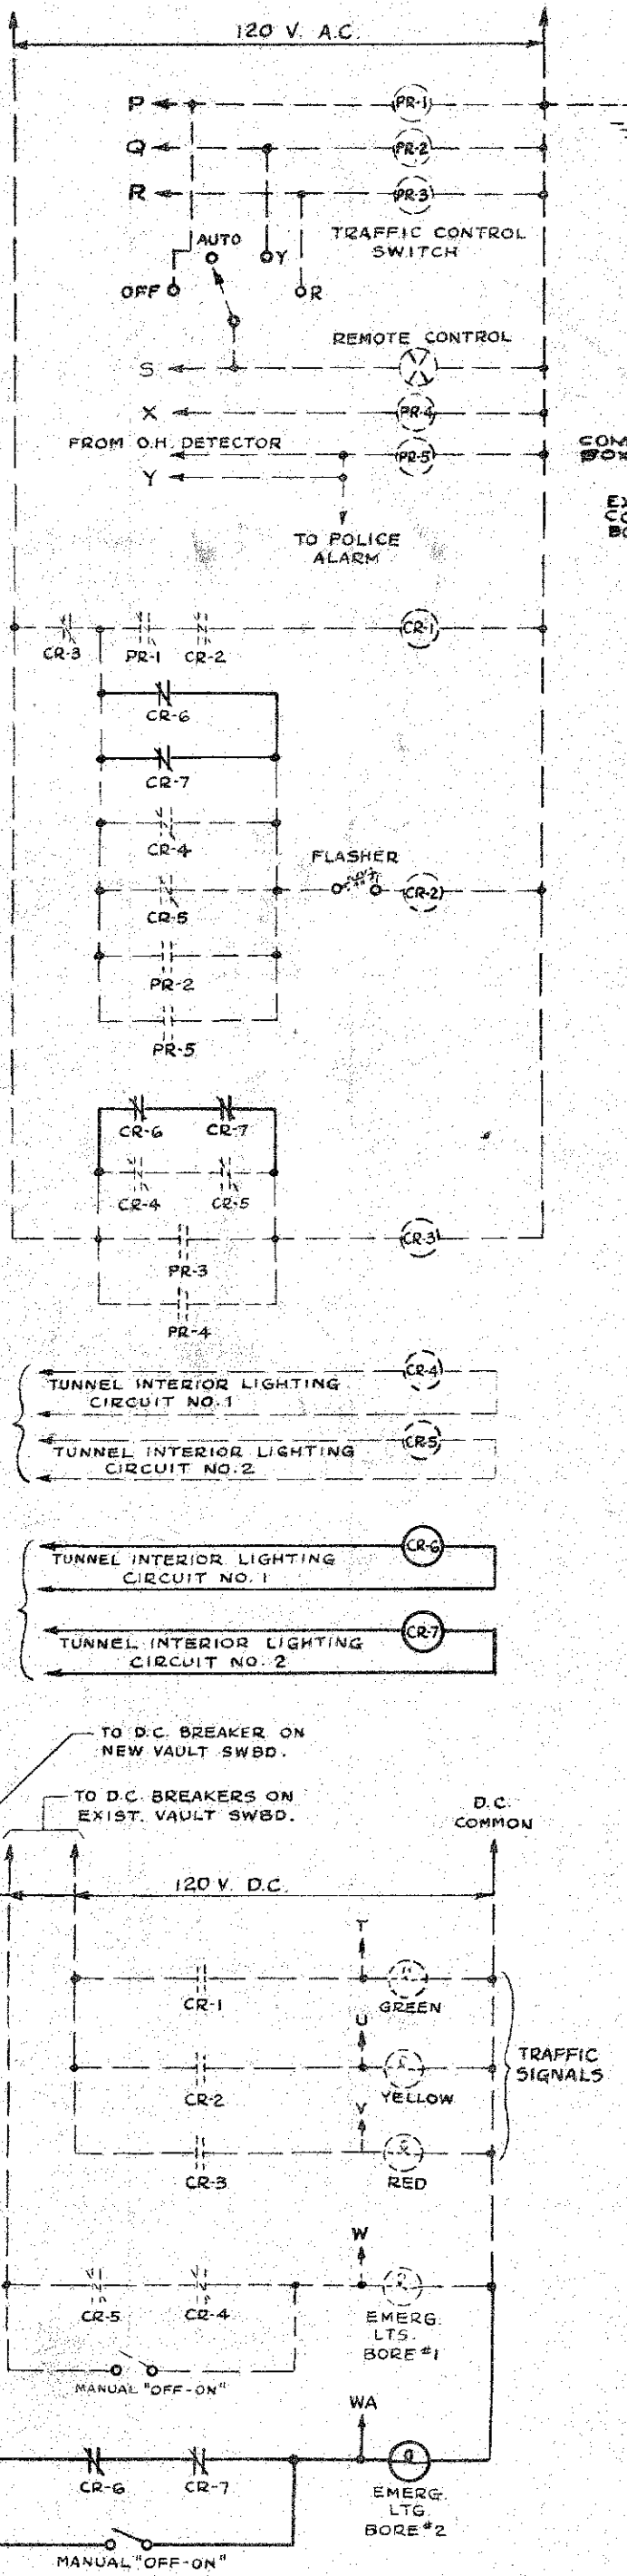 120 V. A.C.
P PR-1
Q PR-2
R PR-3
TRAFFIC CONTROL
SWITCH
AUTO
Y
OFF
R
REMOTE CONTROL
S
X PR-4
FROM O.H. DETECTOR
PR-5
Y
TO POLICE
ALARM
CR-1
CR-3 PR-1 CR-2
CR-6
CR-7
CR-4
FLASHER
CR-2
CR-5
PR-2
PR-5
CR-6 CR-7
CR-4 CR-5
CR-3
PR-3
PR-4
CR-4
TUNNEL INTERIOR LIGHTING
CIRCUIT NO. 1
CR-5
TUNNEL INTERIOR LIGHTING
CIRCUIT NO. 2
CR-6
TUNNEL INTERIOR LIGHTING
CIRCUIT NO. 1
CR-7
TUNNEL INTERIOR LIGHTING
CIRCUIT NO. 2
TO D.C. BREAKER ON
NEW VAULT SWBD.
TO D.C. BREAKERS ON
EXIST. VAULT SWBD.
D.C.
COMMON
120 V. D.C.
T
CR-1 GREEN
U
TRAFFIC
SIGNALS
CR-2 YELLOW
V
CR-3 RED
W
CR-5 CR-4
EMERG.
LTS.
BORE #1
MANUAL "OFF-ON"
WA
CR-6 CR-7
EMERG.
LTG.
BORE #2
MANUAL "OFF-ON"